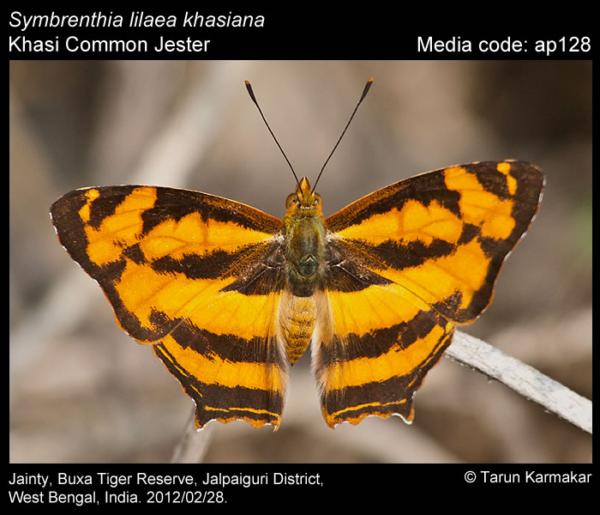 Symbrenthia lilaea khasiana
Khasi Common Jester
Media code: ap128
Jainty, Buxa Tiger Reserve, Jalpaiguri District,
West Bengal, India. 2012/02/28.
© Tarun Karmakar